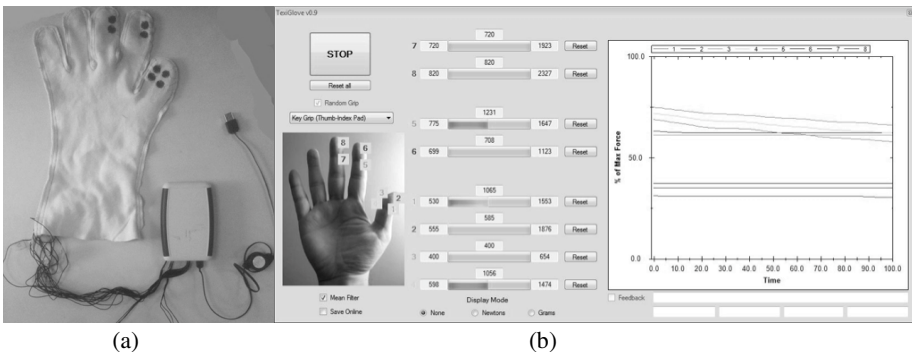 TexiGlove v0.9
STOP
Reset all
Random Grip
Key Grip (Thumb-Index Pad)
8
7
6
5
3
2
1
Mean Filter
Save Online
720
7 720 1923 Reset
820
8 820 2327 Reset
1231
5 775 1647 Reset
708
6 699 1123 Reset
1065
1 530 1553 Reset
585
2 555 1876 Reset
400
3 400 654 Reset
1056
598 1474 Reset
Display Mode
None Newtons Grams
1 2 3 4 5 6 7 8
100.0
50.0
0.0
% of Max Force
0.0 10.0 20.0 30.0 40.0 50.0 60.0 70.0 80.0 90.0 100.0
Time
Feedback
(a) (b)